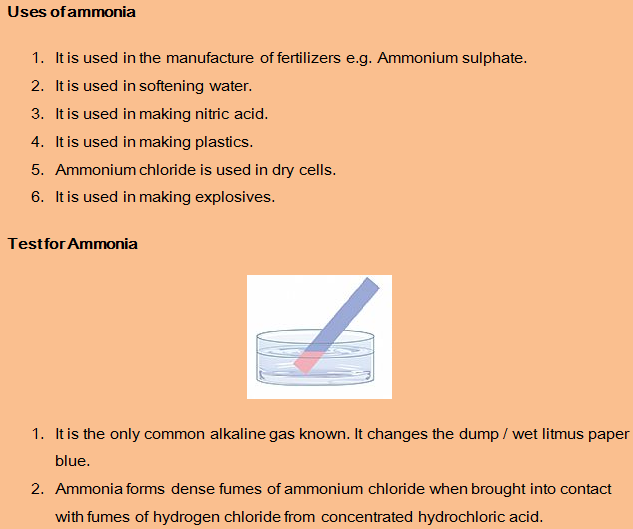 Uses of ammonia
1. It is used in the manufacture of fertilizers e.g. Ammonium sulphate.
2. It is used in softening water.
3. It is used in making nitric acid.
4. It is used in making plastics.
5. Ammonium chloride is used in dry cells.
6. It is used in making explosives.
Test for Ammonia
1. It is the only common alkaline gas known. It changes the dump / wet litmus paper
blue.
2. Ammonia forms dense fumes of ammonium chloride when brought into contact
with fumes of hydrogen chloride from concentrated hydrochloric acid.